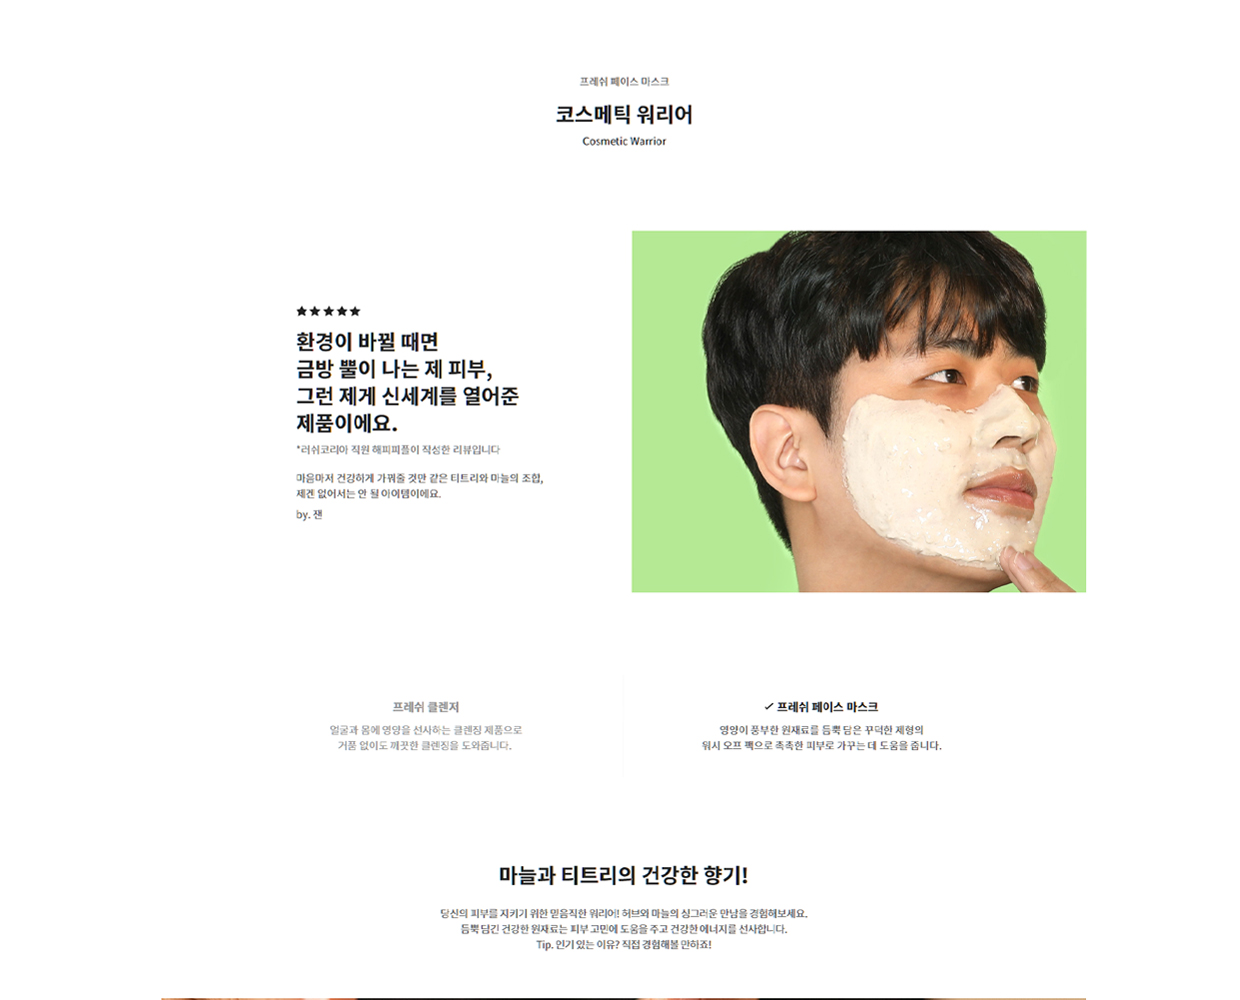 프레쉬 페이스 마스크
코스메틱 워리어
Cosmetic Warrior
★★★★★
환경이 바뀔 때면
금방 뿔이 나는 제 피부,
그런 제게 신세계를 열어준
제품이에요.
*러쉬코리아 직원 해피피플이 작성한 리뷰입니다
마음마저 건강하게 가꿔줄 것만 같은 티트리와 마늘의 조합,
제겐 없어서는 안 될 아이템이에요.
by. 잰
프레쉬 클렌저
얼굴과 몸에 영양을 선사하는 클렌징 제품으로
거품 없이도 깨끗한 클렌징을 도와줍니다.
✓ 프레쉬 페이스 마스크
영양이 풍부한 원재료를 듬뿍 담은 꾸덕한 제형의
워시 오프 팩으로 촉촉한 피부로 가꾸는 데 도움을 줍니다.
마늘과 티트리의 건강한 향기!
당신의 피부를 지키기 위한 믿음직한 워리어! 허브와 마늘의 싱그러운 만남을 경험해보세요.
듬뿍 담긴 건강한 원재료는 피부 고민에 도움을 주고 건강한 에너지를 선사합니다.
Tip. 인기 있는 이유? 직접 경험해볼 만하죠!